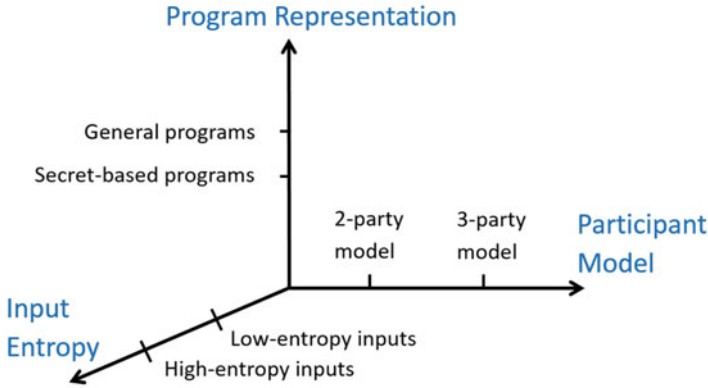 Program Representation
General programs
Secret-based programs
2-party
model
3-party
model
Participant
Model
Input
Entropy
Low-entropy inputs
High-entropy inputs